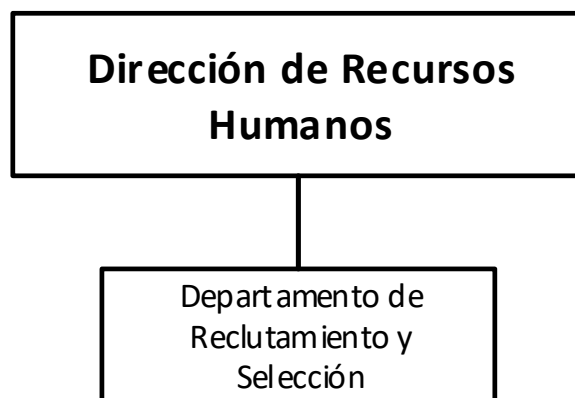 Dirección de Recursos
Humanos
Departamento de
Reclutamiento y
Selección